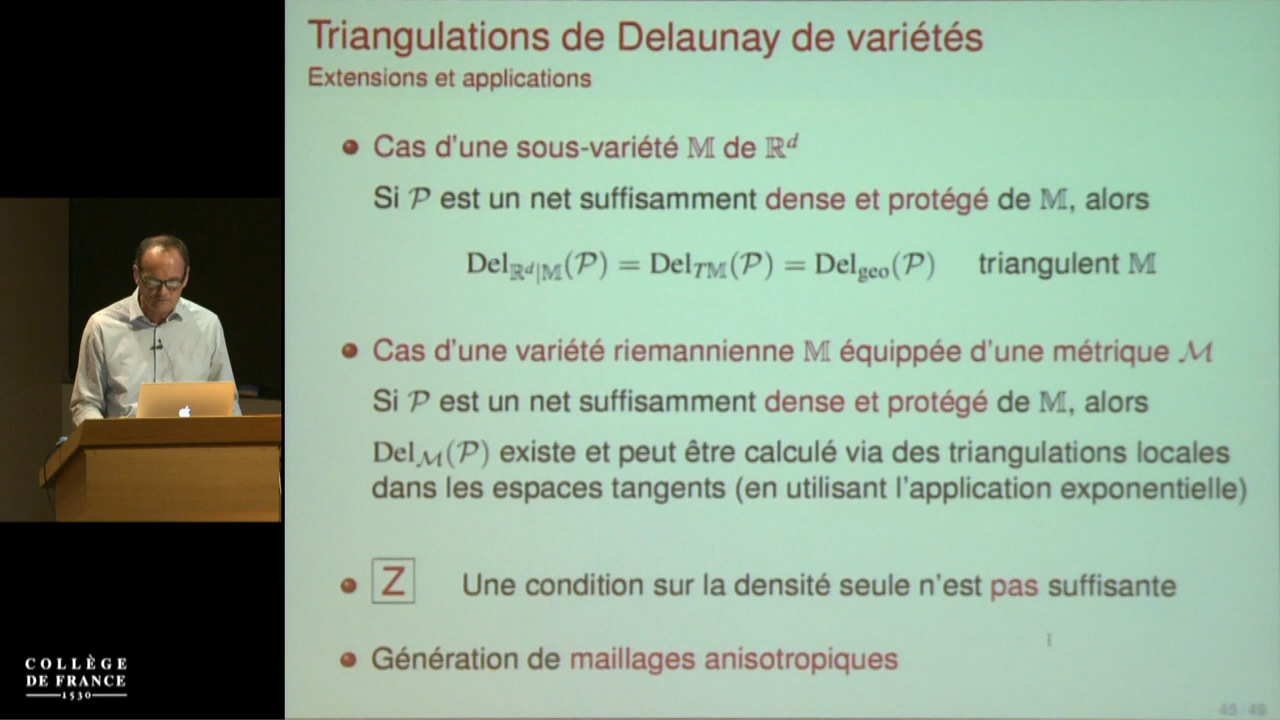 Triangulations de Delaunay de variétés
Extensions et applications
Cas d'une sous-variété 𝕄 de ℝᵈ
Si 𝒫 est un net suffisamment dense et protégé de 𝕄, alors
Del_{ℝᵈ|𝕄}(𝒫) = Del_{T𝕄}(𝒫) = Del_{geo}(𝒫) triangulent 𝕄
Cas d'une variété riemannienne 𝕄 équippée d'une métrique ℳ
Si 𝒫 est un net suffisamment dense et protégé de 𝕄, alors
Del_ℳ(𝒫) existe et peut être calculé via des triangulations locales
dans les espaces tangents (en utilisant l'application exponentielle)
Z Une condition sur la densité seule n'est pas suffisante
Génération de maillages anisotropiques
COLLÈGE
DE FRANCE
1530